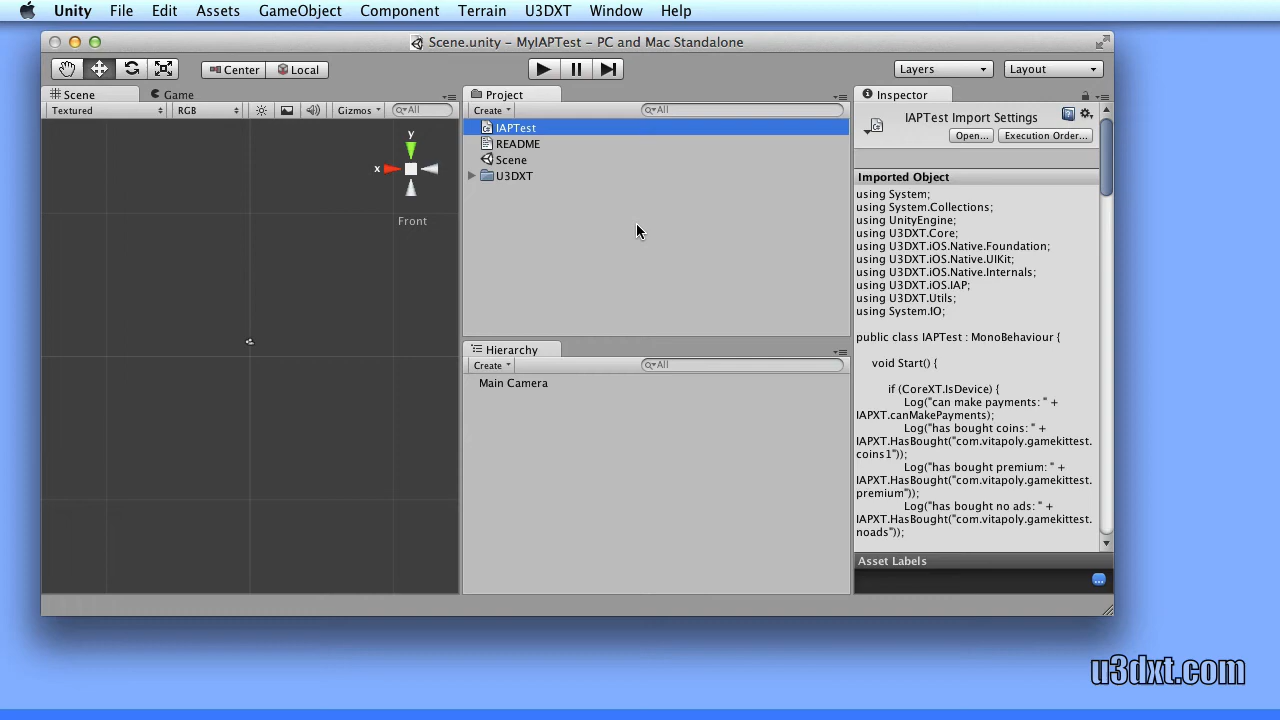 Unity File Edit Assets GameObject Component Terrain U3DXT Window Help
Scene.unity – MyIAPTest – PC and Mac Standalone
Center Local Layers Layout
Scene Game
Textured RGB Gizmos All
y
x
Front
Project
Create All
IAPTest
README
Scene
U3DXT
Hierarchy
Create All
Main Camera
Inspector
IAPTest Import Settings
Open... Execution Order...
Imported Object
using System;
using System.Collections;
using UnityEngine;
using U3DXT.Core;
using U3DXT.iOS.Native.Foundation;
using U3DXT.iOS.Native.UIKit;
using U3DXT.iOS.Native.Internals;
using U3DXT.iOS.IAP;
using U3DXT.Utils;
using System.IO;
public class IAPTest : MonoBehaviour {
void Start() {
if (CoreXT.IsDevice) {
Log("can make payments: " +
IAPXT.canMakePayments);
Log("has bought coins: " +
IAPXT.HasBought("com.vitapoly.gamekittest.
coins1"));
Log("has bought premium: " +
IAPXT.HasBought("com.vitapoly.gamekittest.
premium"));
Log("has bought no ads: " +
IAPXT.HasBought("com.vitapoly.gamekittest.
noads"));
Asset Labels
u3dxt.com